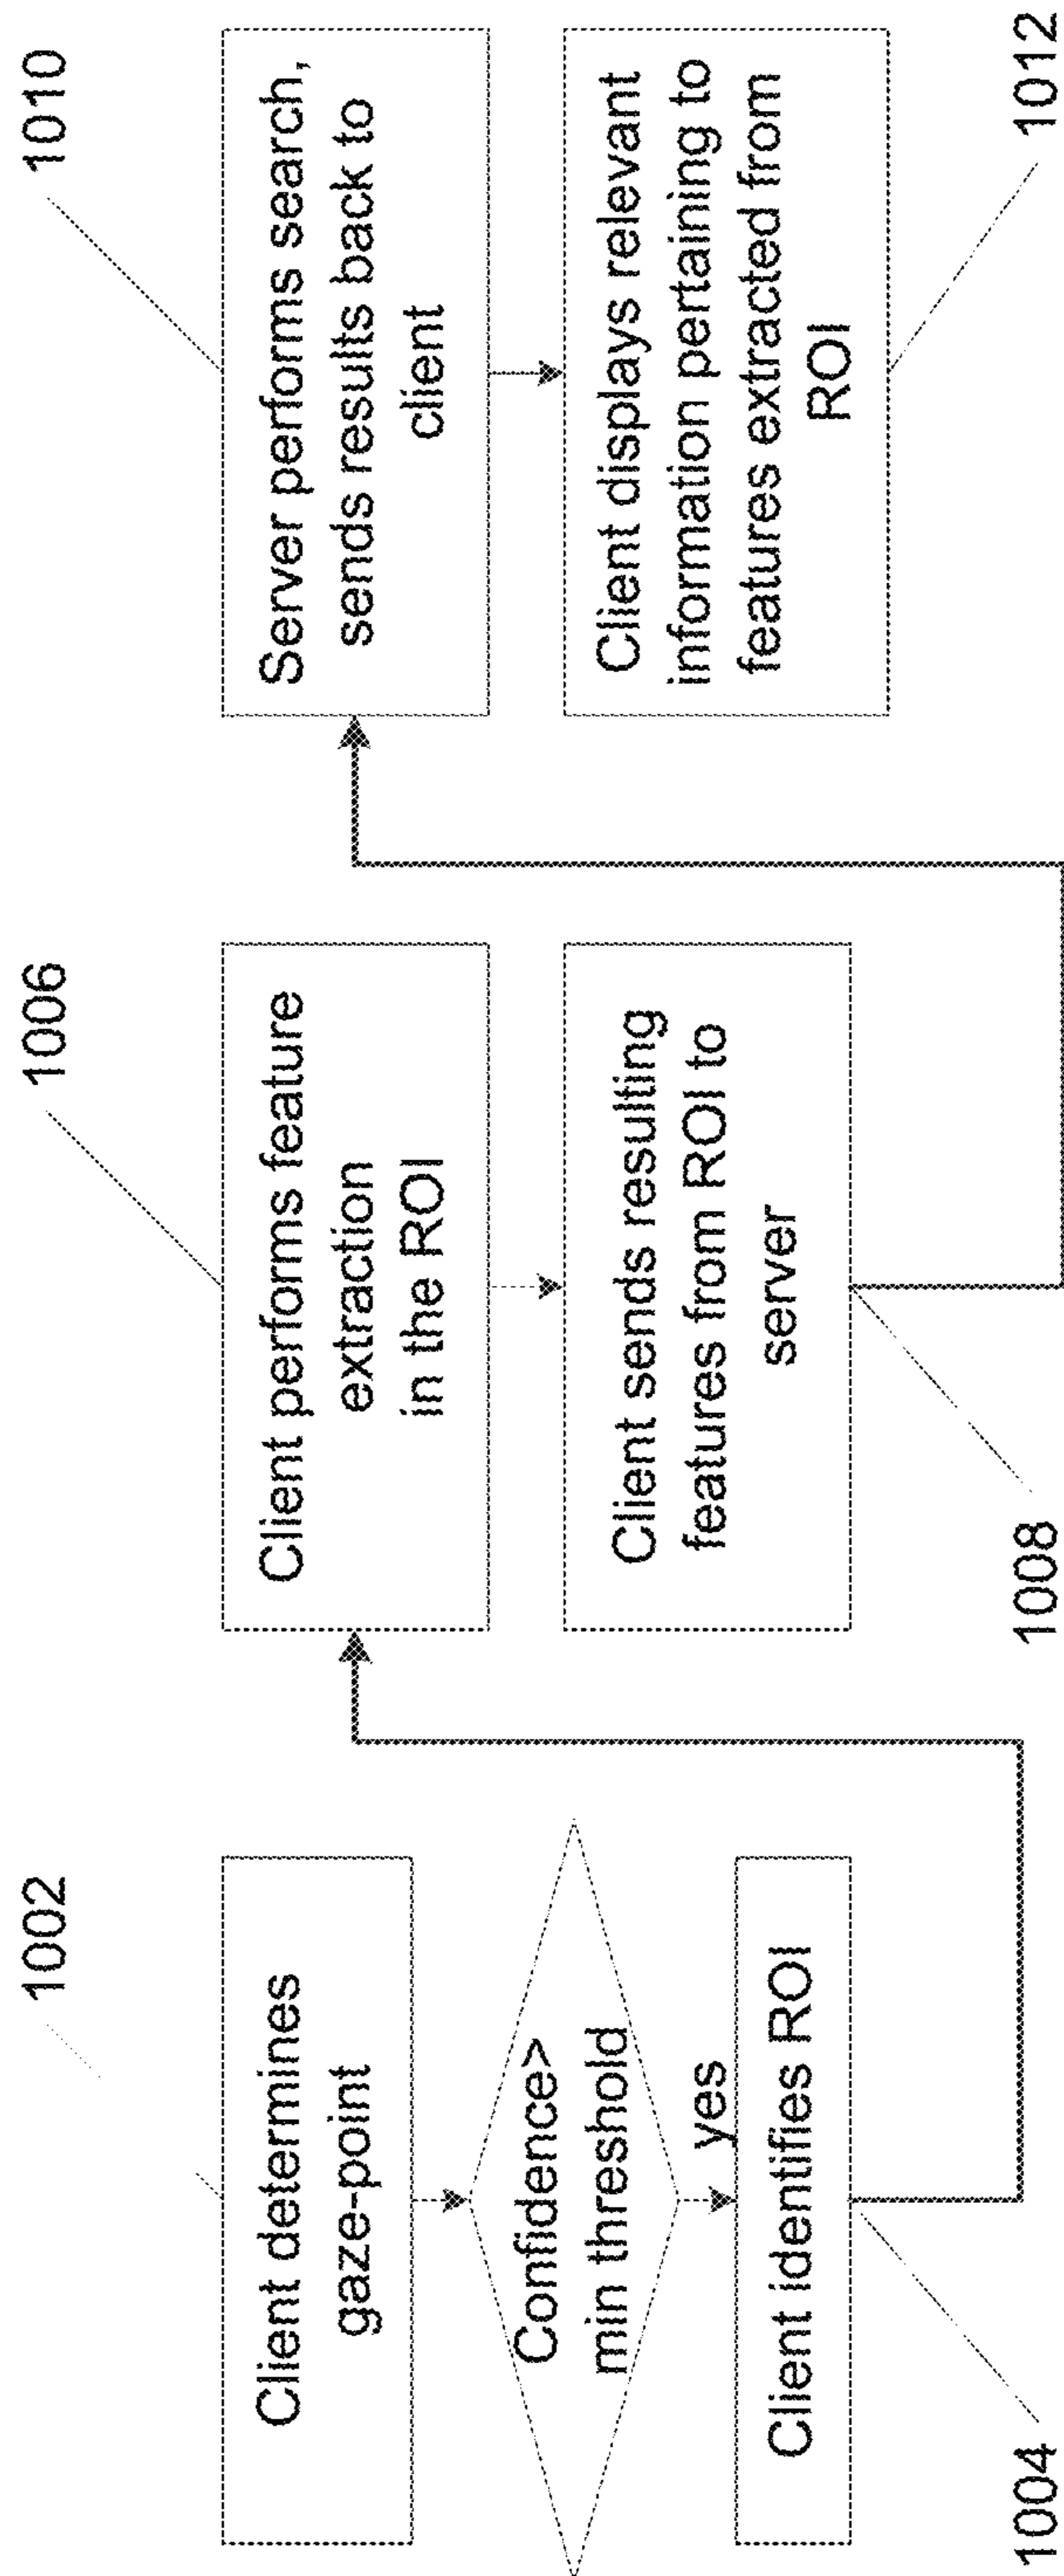 1002
Client determines
gaze-point
Confidence>
min threshold
yes
Client identifies ROI
1004
1006
Client performs feature
extraction
in the ROI
Client sends resulting
features from ROI to
server
1008
1010
Server performs search,
sends results back to
client
Client displays relevant
information pertaining to
features extracted from
ROI
1012